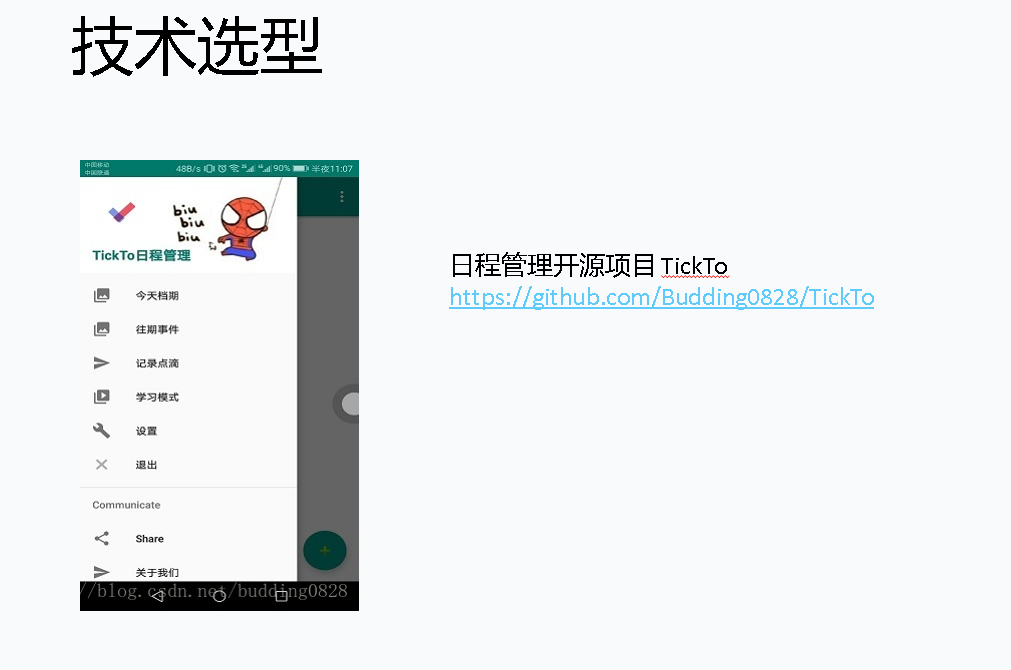 技术选型
中国移动
中国联通
48B/s 90% 半夜11:07
biu
biu
biu
TickTo日程管理
今天档期
往期事件
记录点滴
学习模式
设置
退出
Communicate
Share
关于我们
//blog.csdn.net/budding0828
日程管理开源项目 TickTo
https://github.com/Budding0828/TickTo